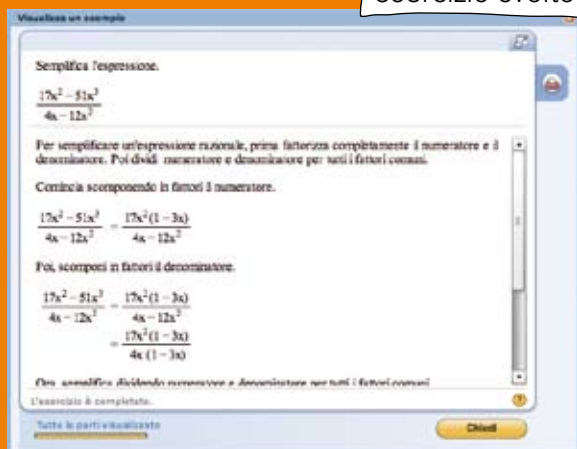 esercizio svolto
Visualizza un esempio
Semplifica l'espressione.
17x² – 51x³
4x – 12x²
Per semplificare un'espressione razionale, prima fattorizza completamente il numeratore e il
denominatore. Poi dividi numeratore e denominatore per tutti i fattori comuni.
Comincia scomponendo in fattori il numeratore.
17x² – 51x³ = 17x²(1 – 3x)
4x – 12x² 4x – 12x²
Poi, scomponi in fattori il denominatore.
17x² – 51x³ = 17x²(1 – 3x)
4x – 12x² 4x – 12x²
= 17x²(1 – 3x)
4x (1 – 3x)
Ora, semplifica dividendo numeratore e denominatore per tutti i fattori comuni.
L'esercizio è completato.
Tutte le parti visualizzate
Chiudi